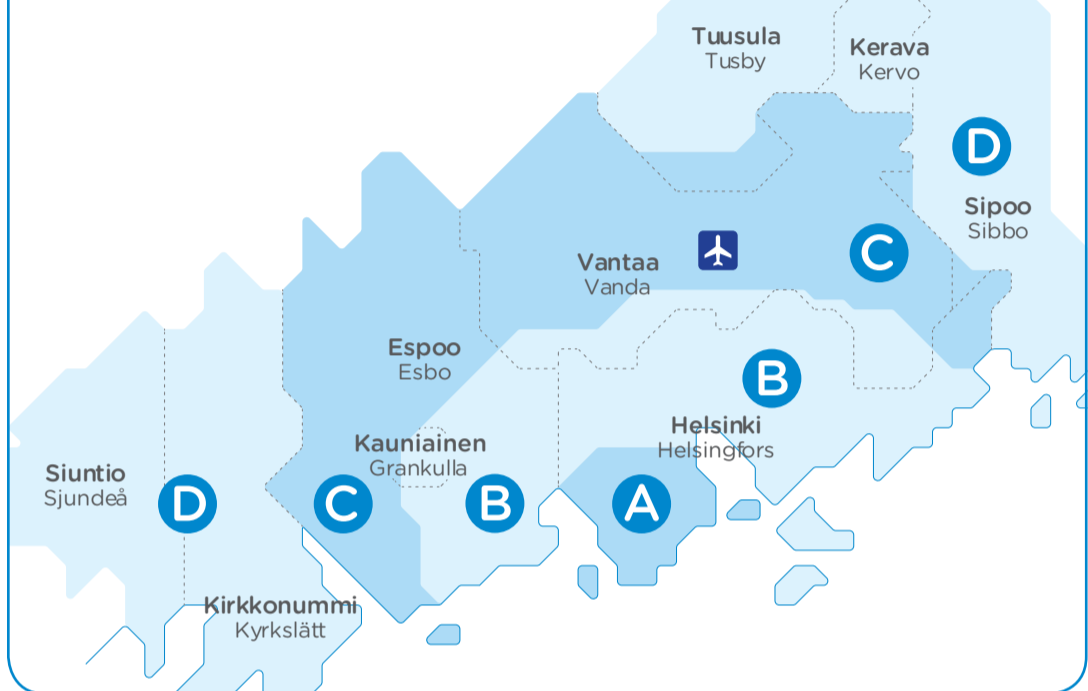 Tuusula
Tusby
Kerava
Kervo
D
Sipoo
Sibbo
C
Vantaa
Vanda
Espoo
Esbo
B
Helsinki
Helsingfors
Kauniainen
Grankulla
Siuntio
Sjundeå
D
C
B
A
Kirkkonummi
Kyrkslätt